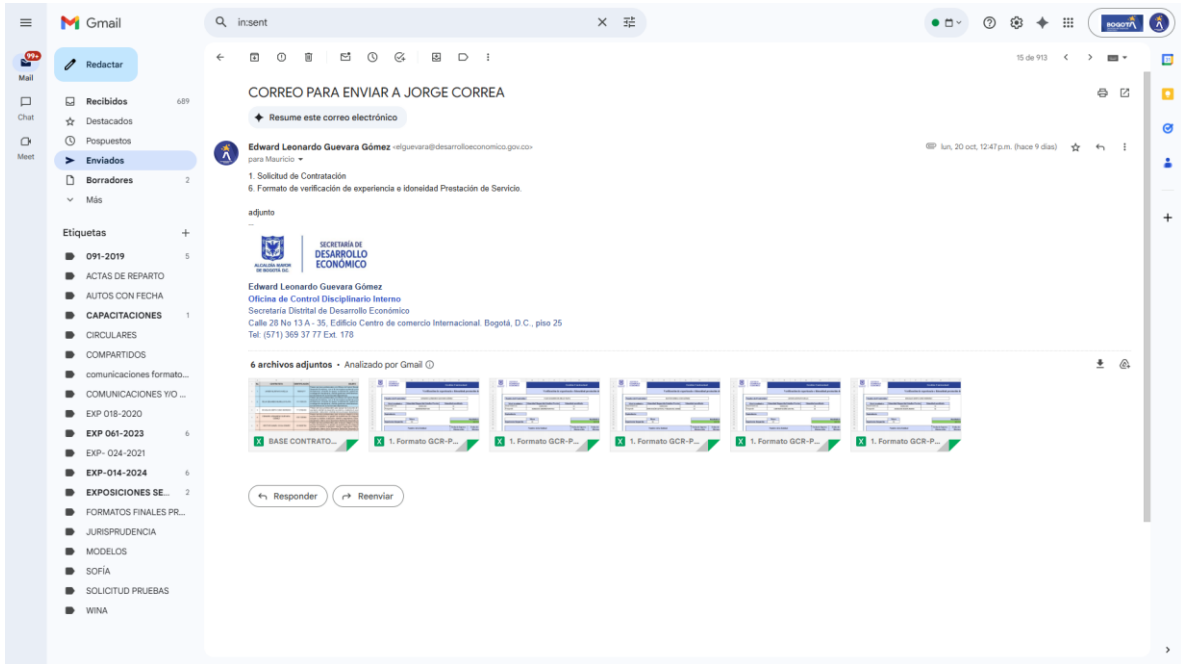 Gmail
in:sent
BOGOTÁ
99+
Mail
Chat
Meet
Redactar
Recibidos 689
Destacados
Pospuestos
Enviados
Borradores 2
Más
Etiquetas
091-2019 5
ACTAS DE REPARTO
AUTOS CON FECHA
CAPACITACIONES 1
CIRCULARES
COMPARTIDOS
comunicaciones formato...
COMUNICACIONES Y/O ...
EXP 018-2020
EXP 061-2023 6
EXP- 024-2021
EXP-014-2024 6
EXPOSICIONES SE... 2
FORMATOS FINALES PR...
JURISPRUDENCIA
MODELOS
SOFÍA
SOLICITUD PRUEBAS
WINA
15 de 913
CORREO PARA ENVIAR A JORGE CORREA
Resume este correo electrónico
Edward Leonardo Guevara Gómez <elguevara@desarrolloeconomico.gov.co>
lun, 20 oct, 12:47 p.m. (hace 9 días)
para Mauricio
1. Solicitud de Contratación
6. Formato de verificación de experiencia e idoneidad Prestación de Servicio.
adjunto
--
ALCALDÍA MAYOR
DE BOGOTÁ D.C.
SECRETARÍA DE
DESARROLLO
ECONÓMICO
Edward Leonardo Guevara Gómez
Oficina de Control Disciplinario Interno
Secretaría Distrital de Desarrollo Económico
Calle 28 No 13 A - 35, Edificio Centro de comercio Internacional. Bogotá, D.C., piso 25
Tel: (571) 369 37 77 Ext. 178
6 archivos adjuntos • Analizado por Gmail
BASE CONTRATO...
1. Formato GCR-P...
1. Formato GCR-P...
1. Formato GCR-P...
1. Formato GCR-P...
1. Formato GCR-P...
Responder
Reenviar